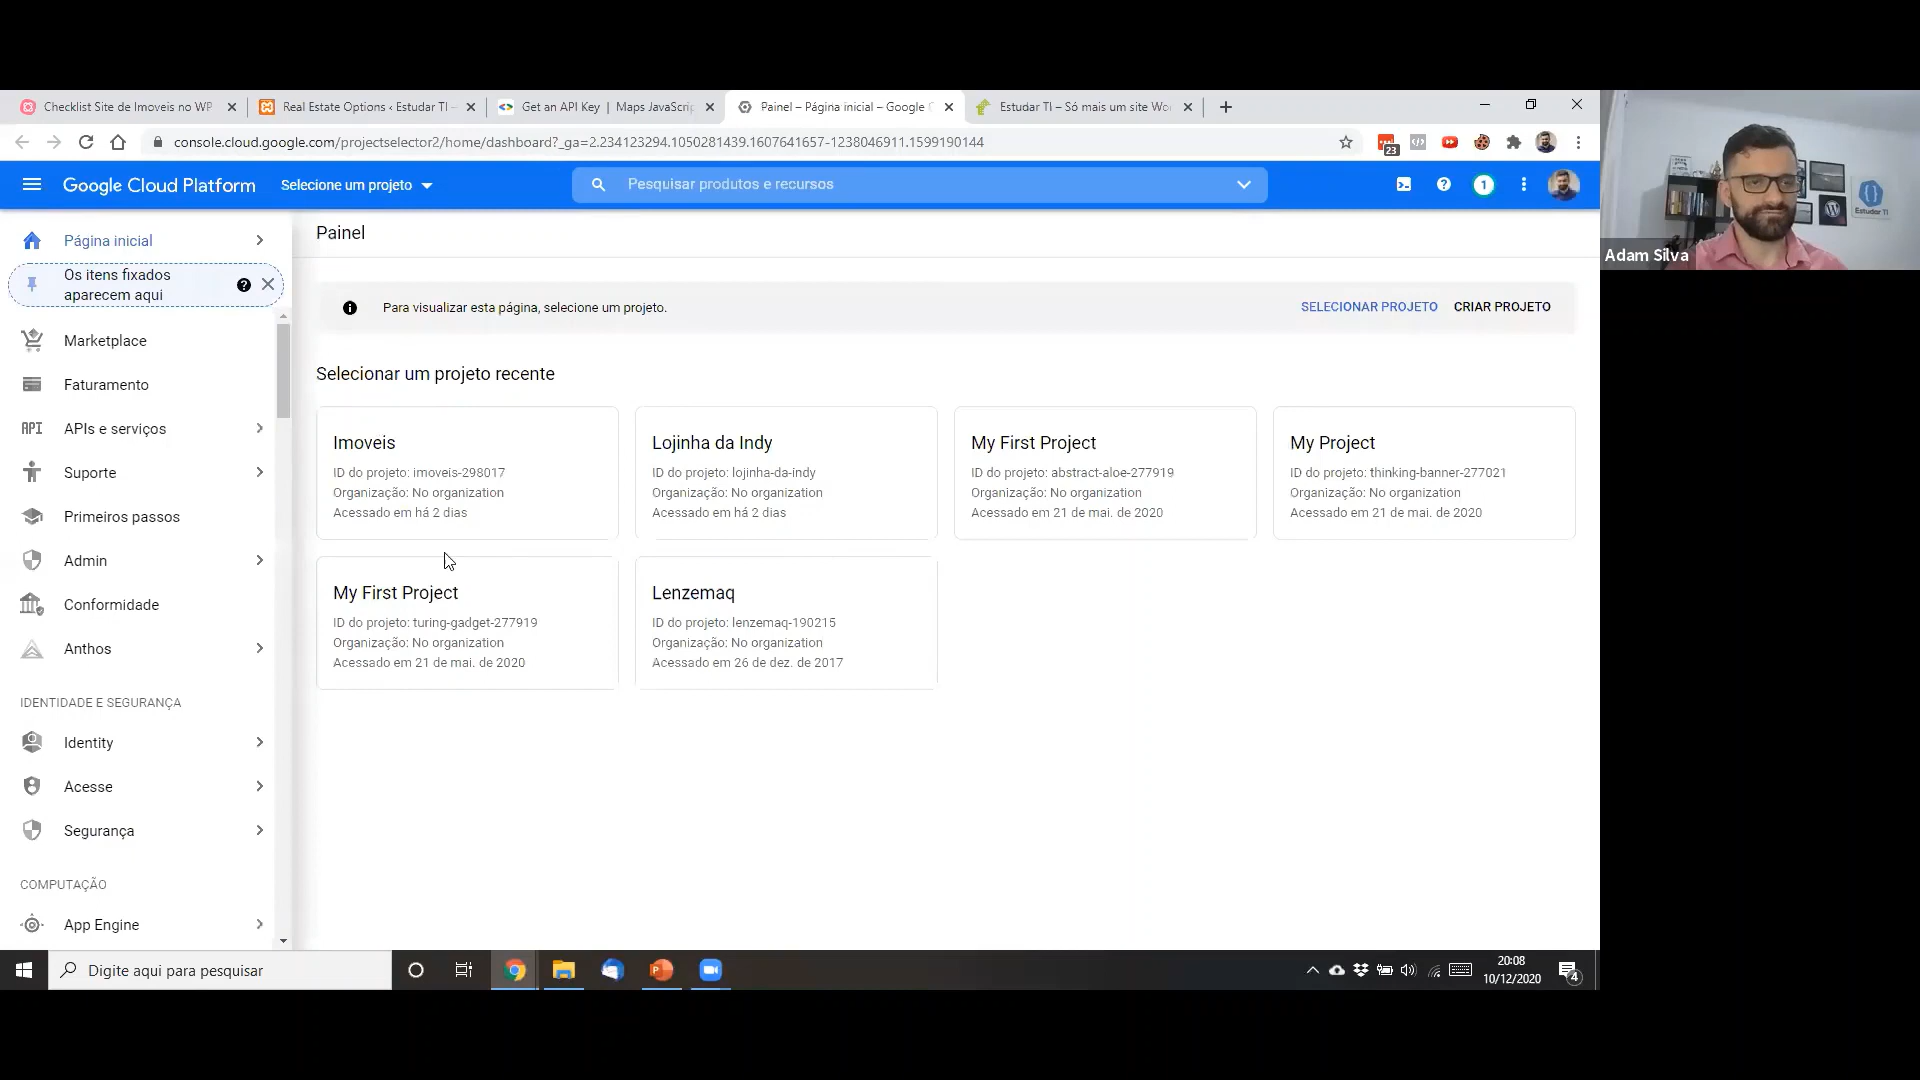 Checklist Site de Imoveis no WP
Real Estate Options ‹ Estudar TI –
Get an API Key | Maps JavaScrip
Painel – Página inicial – Google C
Estudar TI – Só mais um site Wo
console.cloud.google.com/projectselector2/home/dashboard?_ga=2.234123294.1050281439.1607641657-1238046911.1599190144
23
Google Cloud Platform
Selecione um projeto
Pesquisar produtos e recursos
1
Estudar TI
Adam Silva
Página inicial
Os itens fixados
aparecem aqui
Marketplace
Faturamento
API
APIs e serviços
Suporte
Primeiros passos
Admin
Conformidade
Anthos
IDENTIDADE E SEGURANÇA
Identity
Acesse
Segurança
COMPUTAÇÃO
App Engine
Painel
Para visualizar esta página, selecione um projeto.
SELECIONAR PROJETO
CRIAR PROJETO
Selecionar um projeto recente
Imoveis
ID do projeto: imoveis-298017
Organização: No organization
Acessado em há 2 dias
Lojinha da Indy
ID do projeto: lojinha-da-indy
Organização: No organization
Acessado em há 2 dias
My First Project
ID do projeto: abstract-aloe-277919
Organização: No organization
Acessado em 21 de mai. de 2020
My Project
ID do projeto: thinking-banner-277021
Organização: No organization
Acessado em 21 de mai. de 2020
My First Project
ID do projeto: turing-gadget-277919
Organização: No organization
Acessado em 21 de mai. de 2020
Lenzemaq
ID do projeto: lenzemaq-190215
Organização: No organization
Acessado em 26 de dez. de 2017
Digite aqui para pesquisar
20:08
10/12/2020
4